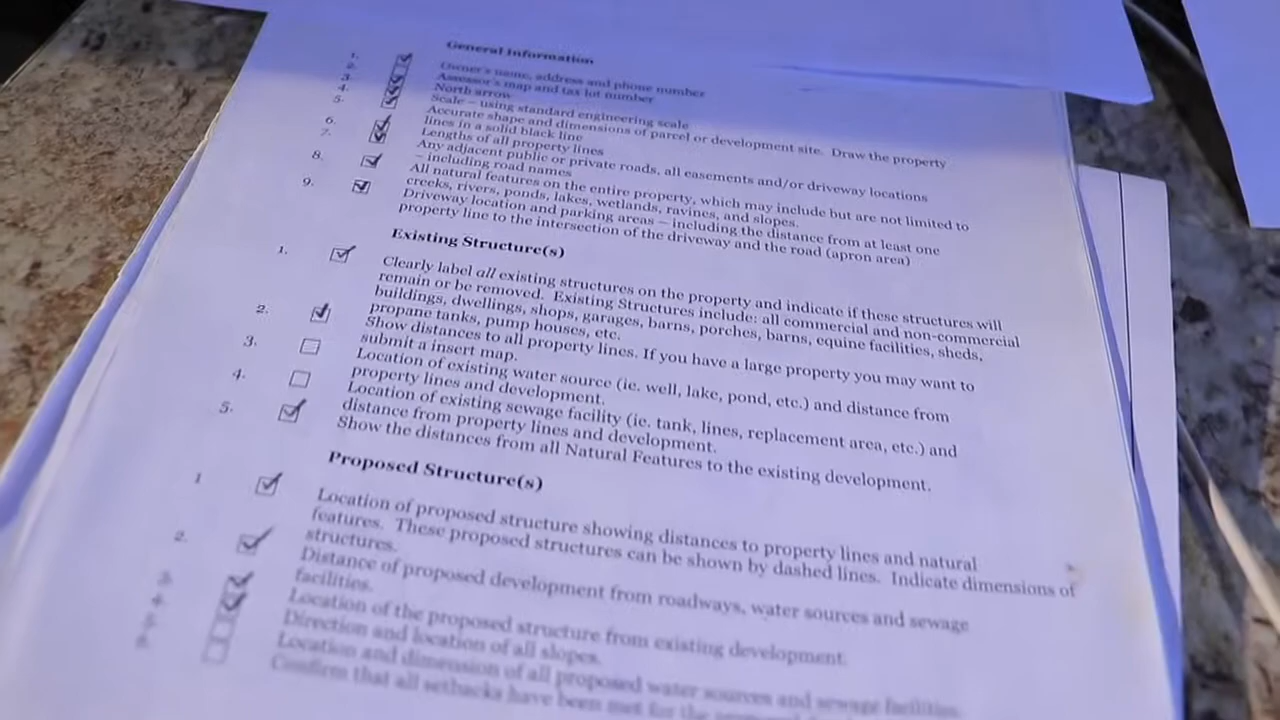 General Information
1. Owner's name, address and phone number
2. Assessor's map and tax lot number
3. North arrow
4. Scale – using standard engineering scale
5. Accurate shape and dimensions of parcel or development site. Draw the property
lines in a solid black line
6. Lengths of all property lines
7. Any adjacent public or private roads, all easements and/or driveway locations
– including road names
8. All natural features on the entire property, which may include but are not limited to
creeks, rivers, ponds, lakes, wetlands, ravines, and slopes.
9. Driveway location and parking areas – including the distance from at least one
property line to the intersection of the driveway and the road (apron area)
Existing Structure(s)
1. Clearly label all existing structures on the property and indicate if these structures will
remain or be removed. Existing Structures include: all commercial and non-commercial
buildings, dwellings, shops, garages, barns, porches, barns, equine facilities, sheds,
propane tanks, pump houses, etc.
2. Show distances to all property lines. If you have a large property you may want to
submit a insert map.
3. Location of existing water source (ie. well, lake, pond, etc.) and distance from
property lines and development.
4. Location of existing sewage facility (ie. tank, lines, replacement area, etc.) and
distance from property lines and development.
5. Show the distances from all Natural Features to the existing development.
Proposed Structure(s)
1 Location of proposed structure showing distances to property lines and natural
features. These proposed structures can be shown by dashed lines. Indicate dimensions of
structures.
2. Distance of proposed development from roadways, water sources and sewage
facilities.
3. Location of the proposed structure from existing development.
4. Direction and location of all slopes.
5. Location and dimension of all proposed water sources and sewage facilities.
6. Confirm that all setbacks have been met for the